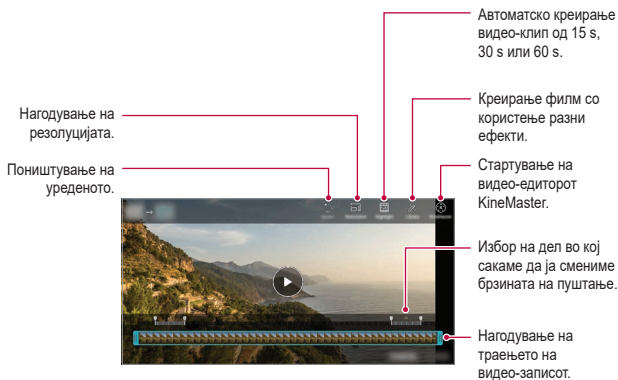 Автоматско креирање
видео-клип од 15 s,
30 s или 60 s.
Креирање филм со
користење разни
ефекти.
Нагодување на
резолуцијата.
Стартување на
видео-едиторот
KineMaster.
Поништување на
уреденото.
Избор на дел во кој
сакаме да ја смениме
брзината на пуштање.
Нагодување на
траењето на
видео-записот.